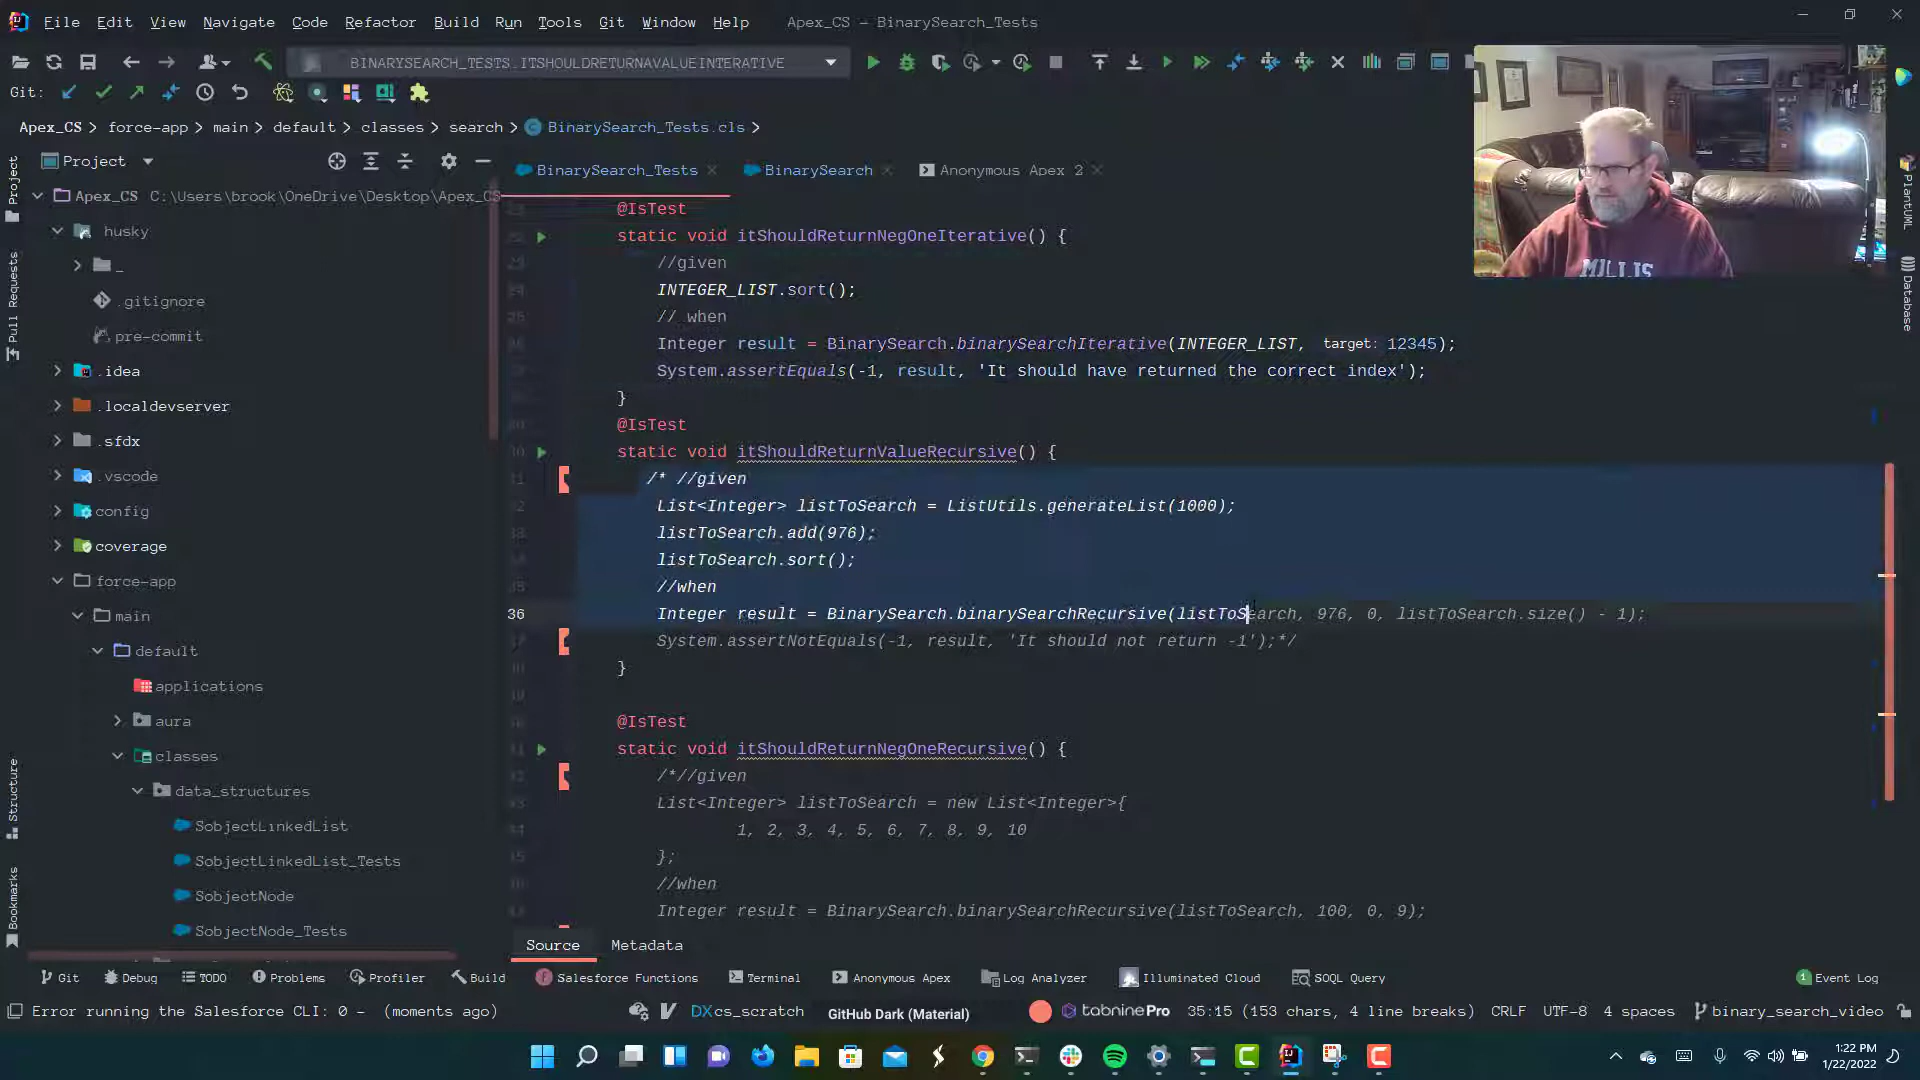 File Edit View Navigate Code Refactor Build Run Tools Git Window Help Apex_CS – BinarySearch_Tests
BINARYSEARCH_TESTS.ITSHOULDRETURNAVALUEINTERATIVE
Git:
Apex_CS > force-app > main > default > classes > search > BinarySearch_Tests.cls >
Project
BinarySearch_Tests BinarySearch Anonymous Apex 2
Apex_CS C:\Users\brook\OneDrive\Desktop\Apex_CS
husky
_
.gitignore
pre-commit
.idea
.localdevserver
.sfdx
.vscode
config
coverage
force-app
main
default
applications
aura
classes
data_structures
SobjectLinkedList
SobjectLinkedList_Tests
SobjectNode
SobjectNode_Tests
@IsTest
static void itShouldReturnNegOneIterative() {
//given
INTEGER_LIST.sort();
// when
Integer result = BinarySearch.binarySearchIterative(INTEGER_LIST, target: 12345);
System.assertEquals(-1, result, 'It should have returned the correct index');
}
@IsTest
static void itShouldReturnValueRecursive() {
/* //given
List<Integer> listToSearch = ListUtils.generateList(1000);
listToSearch.add(976);
listToSearch.sort();
//when
36 Integer result = BinarySearch.binarySearchRecursive(listToSearch, 976, 0, listToSearch.size() - 1);
System.assertNotEquals(-1, result, 'It should not return -1');*/
}
@IsTest
static void itShouldReturnNegOneRecursive() {
/*//given
List<Integer> listToSearch = new List<Integer>{
1, 2, 3, 4, 5, 6, 7, 8, 9, 10
};
//when
Integer result = BinarySearch.binarySearchRecursive(listToSearch, 100, 0, 9);
Source Metadata
Project
Pull Requests
Structure
Bookmarks
PlantUML
Database
MILLIS
Git Debug TODO Problems Profiler Build Salesforce Functions Terminal Anonymous Apex Log Analyzer Illuminated Cloud SOQL Query 1 Event Log
Error running the Salesforce CLI: 0 - (moments ago) DXcs_scratch GitHub Dark (Material) tabninePro 35:15 (153 chars, 4 line breaks) CRLF UTF-8 4 spaces binary_search_video
1:22 PM
1/22/2022